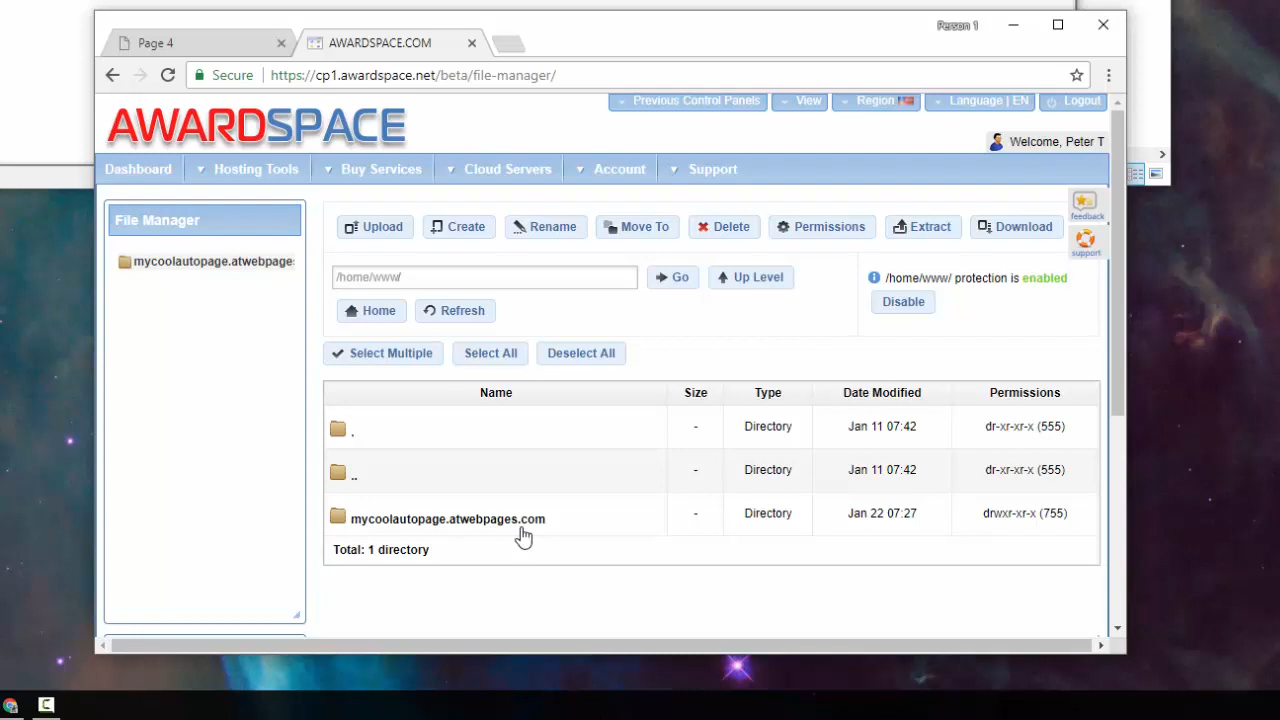 Person 1
Page 4
AWARDSPACE.COM
Secure https://cp1.awardspace.net/beta/file-manager/
Previous Control Panels View Region Language | EN Logout
AWARDSPACE
Welcome, Peter T
Dashboard Hosting Tools Buy Services Cloud Servers Account Support
File Manager
mycoolautopage.atwebpages
Upload Create Rename Move To Delete Permissions Extract Download
feedback
support
/home/www/ Go Up Level
/home/www/ protection is enabled
Disable
Home Refresh
Select Multiple Select All Deselect All
Name Size Type Date Modified Permissions
. - Directory Jan 11 07:42 dr-xr-xr-x (555)
.. - Directory Jan 11 07:42 dr-xr-xr-x (555)
mycoolautopage.atwebpages.com - Directory Jan 22 07:27 drwxr-xr-x (755)
Total: 1 directory